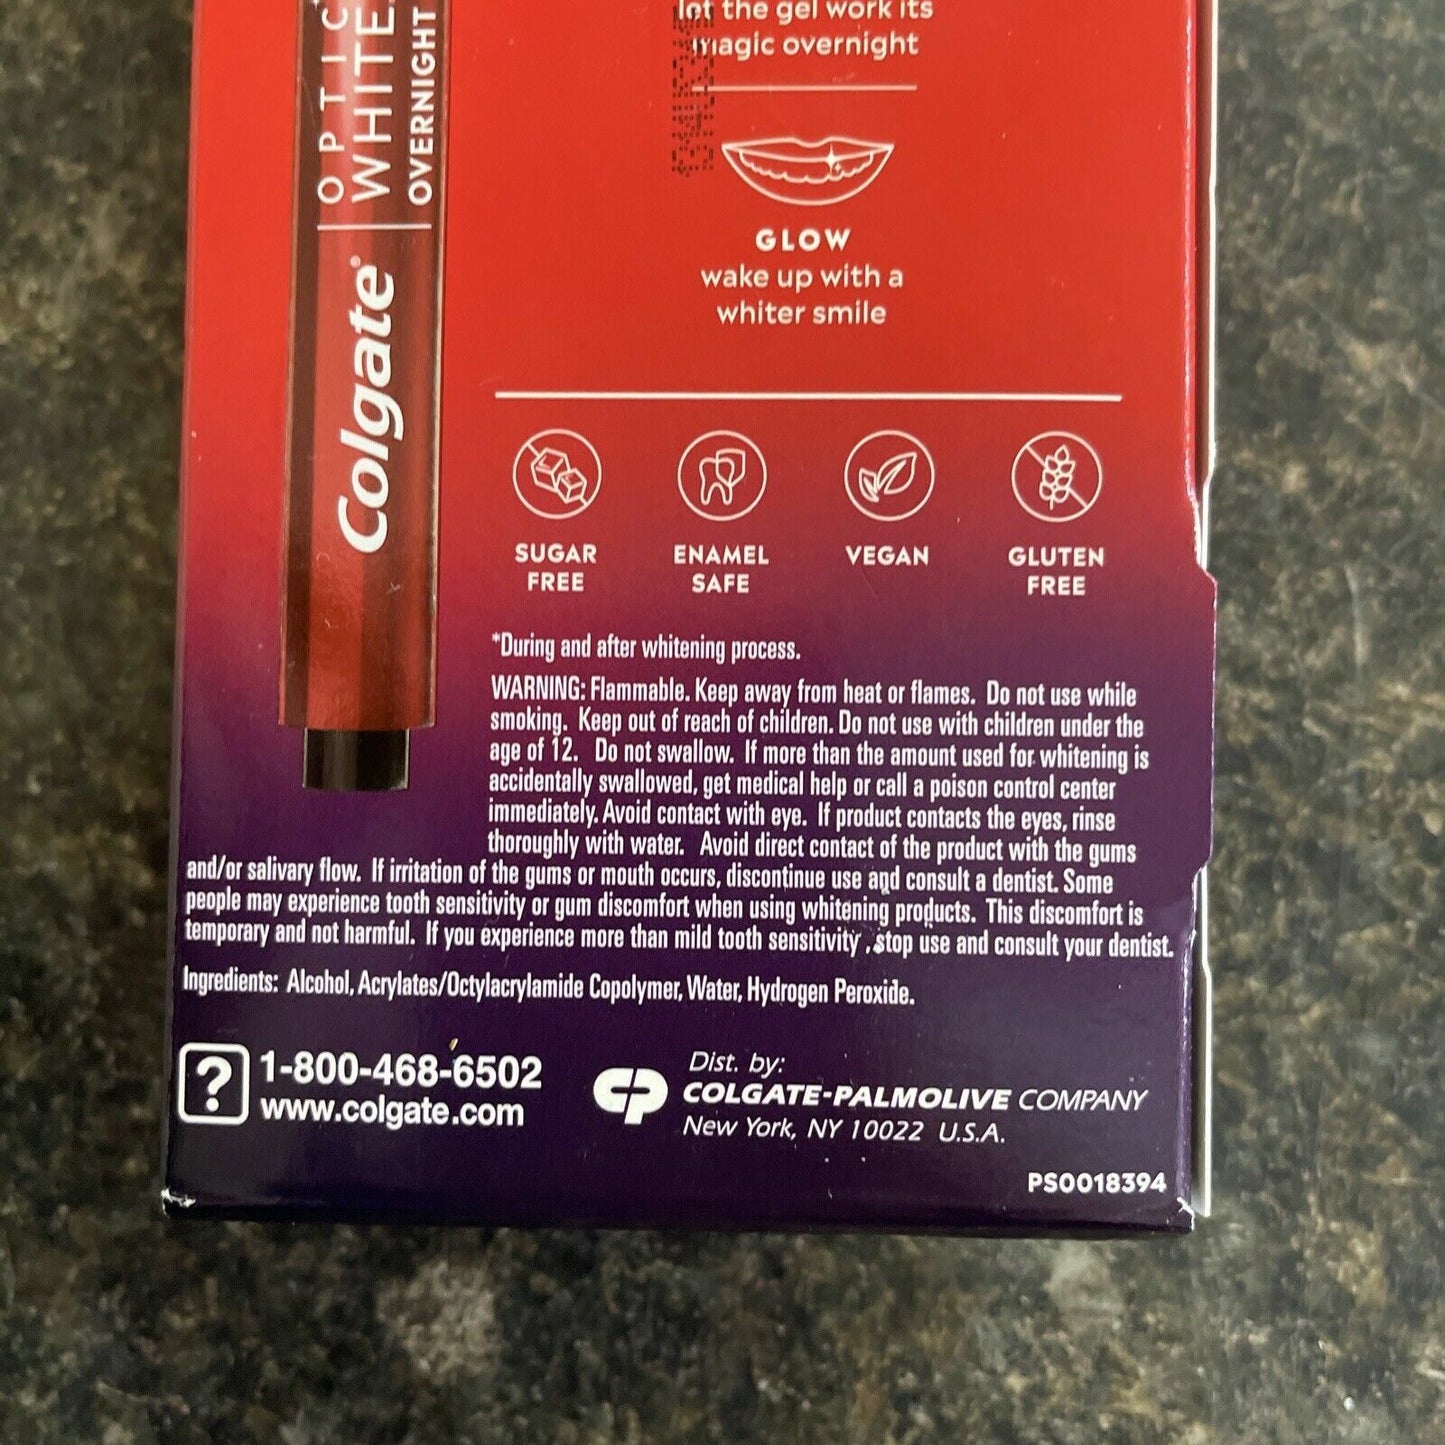 OPTIC
WHITE
OVERNIGHT
Colgate
let the gel work its
magic overnight
GLOW
wake up with a
whiter smile
SUGAR FREE
ENAMEL SAFE
VEGAN
GLUTEN FREE
*During and after whitening process.
WARNING: Flammable. Keep away from heat or flames. Do not use while
smoking. Keep out of reach of children. Do not use with children under the
age of 12. Do not swallow. If more than the amount used for whitening is
accidentally swallowed, get medical help or call a poison control center
immediately. Avoid contact with eye. If product contacts the eyes, rinse
thoroughly with water. Avoid direct contact of the product with the gums
and/or salivary flow. If irritation of the gums or mouth occurs, discontinue use and consult a dentist. Some
people may experience tooth sensitivity or gum discomfort when using whitening products. This discomfort is
temporary and not harmful. If you experience more than mild tooth sensitivity , stop use and consult your dentist.
Ingredients: Alcohol, Acrylates/Octylacrylamide Copolymer, Water, Hydrogen Peroxide.
?
1-800-468-6502
www.colgate.com
CP
Dist. by:
COLGATE-PALMOLIVE COMPANY
New York, NY 10022 U.S.A.
PS0018394